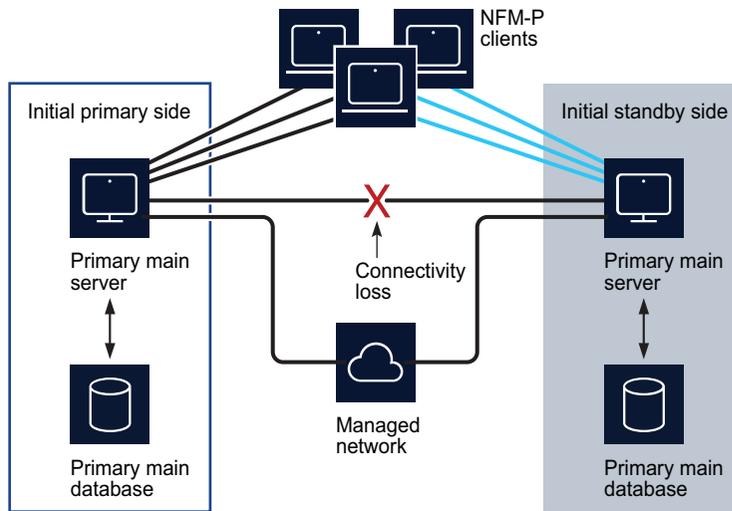 NFM-P
clients
Initial primary side
Initial standby side
X
Primary main
server
Connectivity
loss
Primary main
server
Managed
network
Primary main
database
Primary main
database